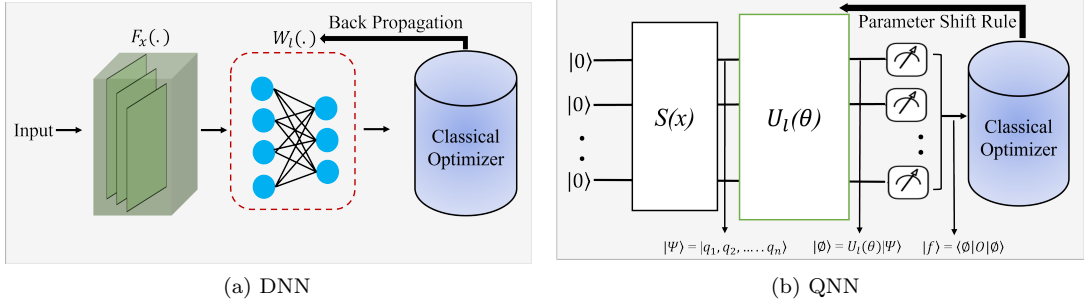 F_x(.)
W_l(.)
Back Propagation
Input
Classical
Optimizer
(a) DNN
Parameter Shift Rule
|0⟩
|0⟩
|0⟩
S(x)
U_l(θ)
Classical
Optimizer
|Ψ⟩=|q_1, q_2, ..... q_n⟩
|∅⟩=U_l(θ)|Ψ⟩
|f⟩=⟨∅|O|∅⟩
(b) QNN